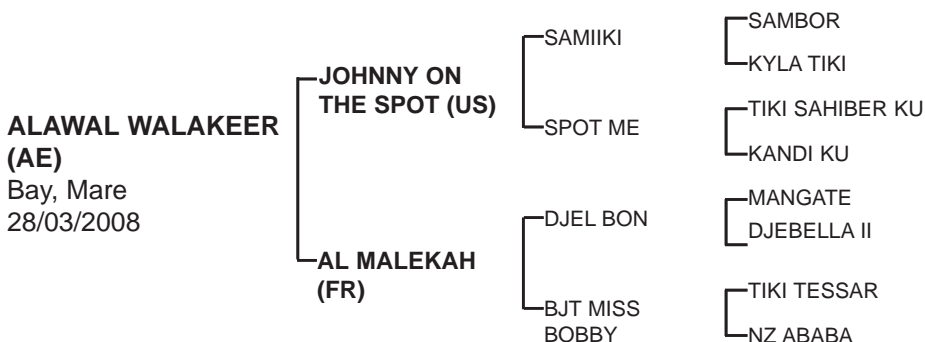 ALAWAL WALAKEER
(AE)
Bay, Mare
28/03/2008
JOHNNY ON
THE SPOT (US)
AL MALEKAH
(FR)
SAMIIKI
SPOT ME
DJEL BON
BJT MISS
BOBBY
SAMBOR
KYLA TIKI
TIKI SAHIBER KU
KANDI KU
MANGATE
DJEBELLA II
TIKI TESSAR
NZ ABABA